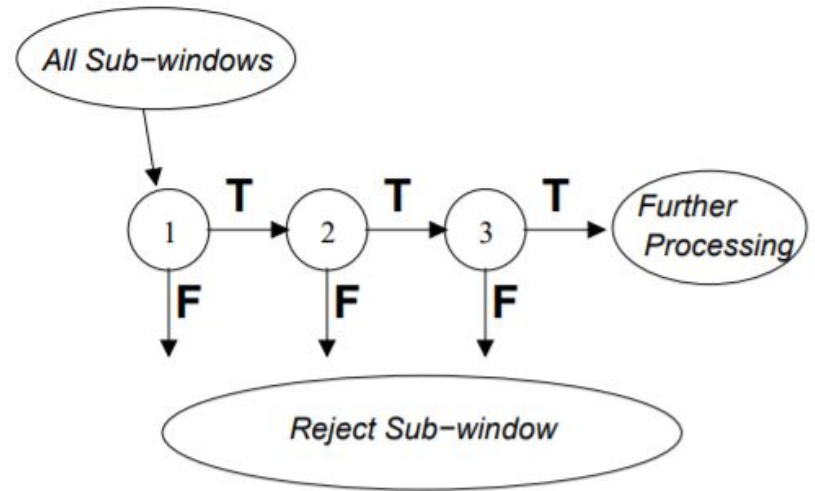 All Sub−windows
T
T
T
1
2
3
Further
Processing
F
F
F
Reject Sub−window